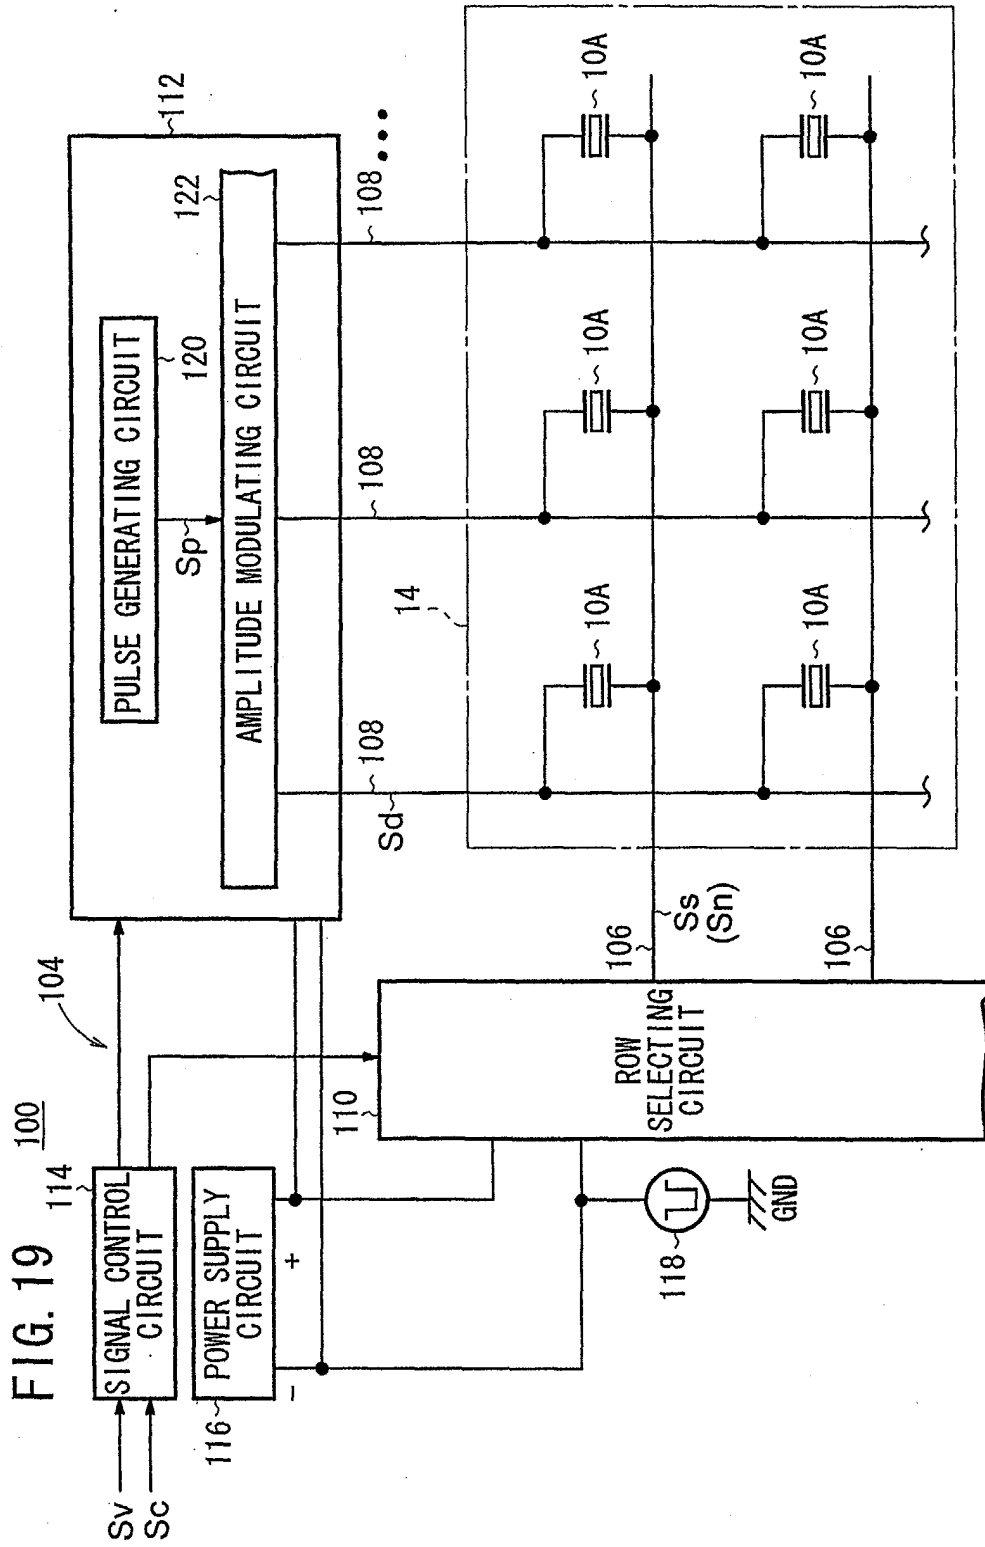 FIG. 19
100
104
Sv
Sc
114
SIGNAL CONTROL
CIRCUIT
116
POWER SUPPLY
CIRCUIT
+
−
112
PULSE GENERATING CIRCUIT
120
Sp
122
AMPLITUDE MODULATING CIRCUIT
108
108
108
•••
Sd
14
110
ROW
SELECTING
CIRCUIT
118
GND
106
Ss
(Sn)
106
10A
10A
10A
10A
10A
10A